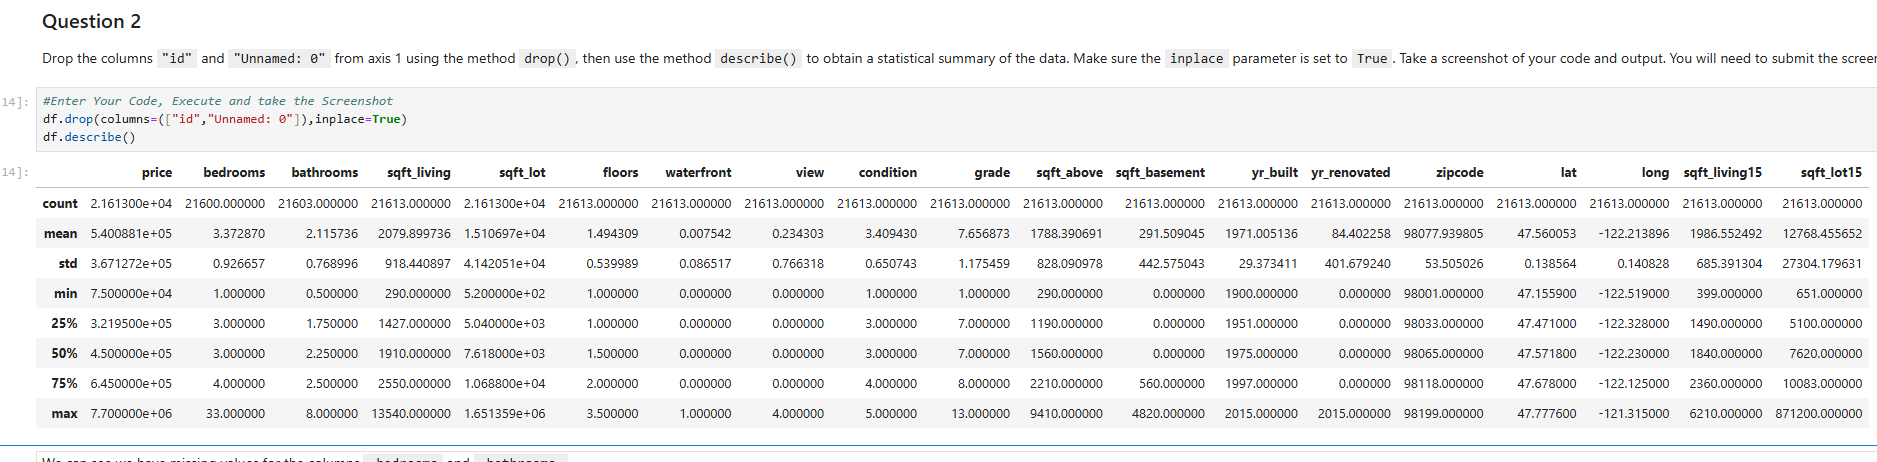 Question 2
Drop the columns "id" and "Unnamed: 0" from axis 1 using the method drop(), then use the method describe() to obtain a statistical summary of the data. Make sure the inplace parameter is set to True. Take a screenshot of your code and output. You will need to submit the
14]: #Enter Your Code, Execute and take the Screenshot
df.drop(columns=(["id","Unnamed: 0"]),inplace=True)
df.describe()
14]: price bedrooms bathrooms sqft_living sqft_lot floors waterfront view condition grade sqft_above sqft_basement yr_built yr_renovated zipcode lat long sqft_living15 sqft_lot15
count 2.161300e+04 21600.000000 21603.000000 21613.000000 2.161300e+04 21613.000000 21613.000000 21613.000000 21613.000000 21613.000000 21613.000000 21613.000000 21613.000000 21613.000000 21613.000000 21613.000000 21613.000000 21613.000000 21613.000000
mean 5.400881e+05 3.372870 2.115736 2079.899736 1.510697e+04 1.494309 0.007542 0.234303 3.409430 7.656873 1788.390691 291.509045 1971.005136 84.402258 98077.939805 47.560053 -122.213896 1986.552492 12768.455652
std 3.671272e+05 0.926657 0.768996 918.440897 4.142051e+04 0.539989 0.086517 0.766318 0.650743 1.175459 828.090978 442.575043 29.373411 401.679240 53.505026 0.138564 0.140828 685.391304 27304.179631
min 7.500000e+04 1.000000 0.500000 290.000000 5.200000e+02 1.000000 0.000000 0.000000 1.000000 1.000000 290.000000 0.000000 1900.000000 0.000000 98001.000000 47.155900 -122.519000 399.000000 651.000000
25% 3.219500e+05 3.000000 1.750000 1427.000000 5.040000e+03 1.000000 0.000000 0.000000 3.000000 7.000000 1190.000000 0.000000 1951.000000 0.000000 98033.000000 47.471000 -122.328000 1490.000000 5100.000000
50% 4.500000e+05 3.000000 2.250000 1910.000000 7.618000e+03 1.500000 0.000000 0.000000 3.000000 7.000000 1560.000000 0.000000 1975.000000 0.000000 98065.000000 47.571800 -122.230000 1840.000000 7620.000000
75% 6.450000e+05 4.000000 2.500000 2550.000000 1.068800e+04 2.000000 0.000000 0.000000 4.000000 8.000000 2210.000000 560.000000 1997.000000 0.000000 98118.000000 47.678000 -122.125000 2360.000000 10083.000000
max 7.700000e+06 33.000000 8.000000 13540.000000 1.651359e+06 3.500000 1.000000 4.000000 5.000000 13.000000 9410.000000 4820.000000 2015.000000 2015.000000 98199.000000 47.777600 -121.315000 6210.000000 871200.000000